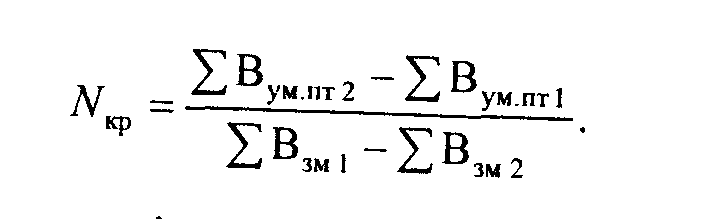 N_кр = (∑В_ум.пт 2 − ∑В_ум.пт 1) / (∑В_зм 1 − ∑В_зм 2).